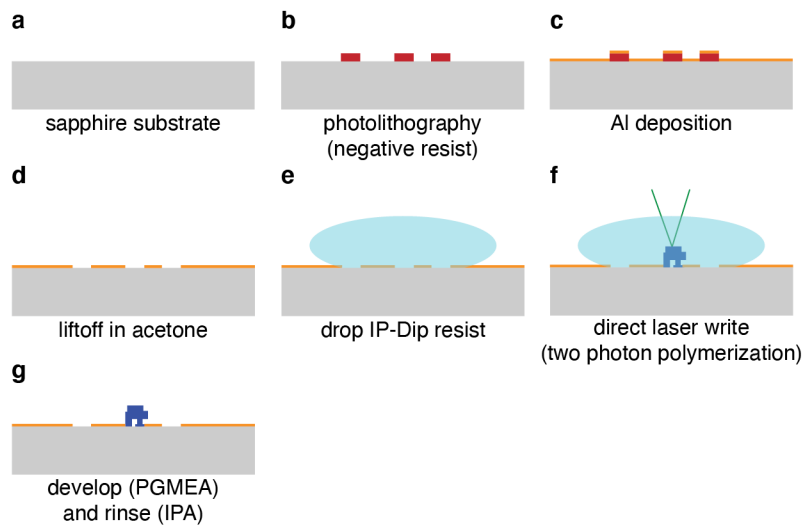 a
sapphire substrate
b
photolithography
(negative resist)
c
Al deposition
d
liftoff in acetone
e
drop IP-Dip resist
f
direct laser write
(two photon polymerization)
g
develop (PGMEA)
and rinse (IPA)